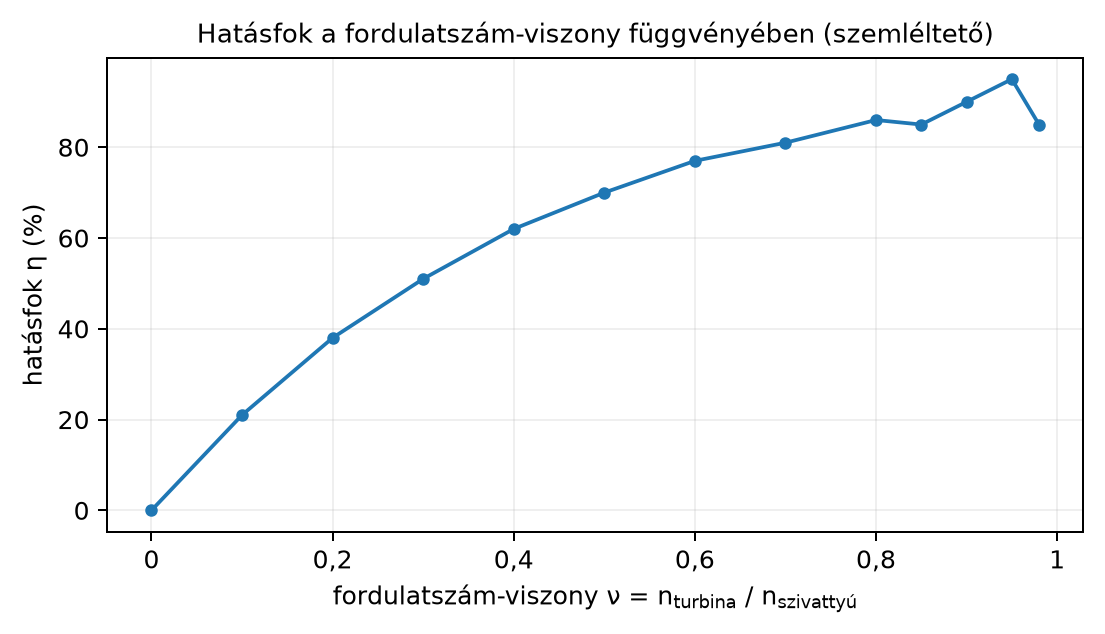 Hatásfok a fordulatszám-viszony függvényében (szemléltető)
hatásfok η (%)
80
60
40
20
0
0 0,2 0,4 0,6 0,8 1
fordulatszám-viszony ν = nturbina / nszivattyú